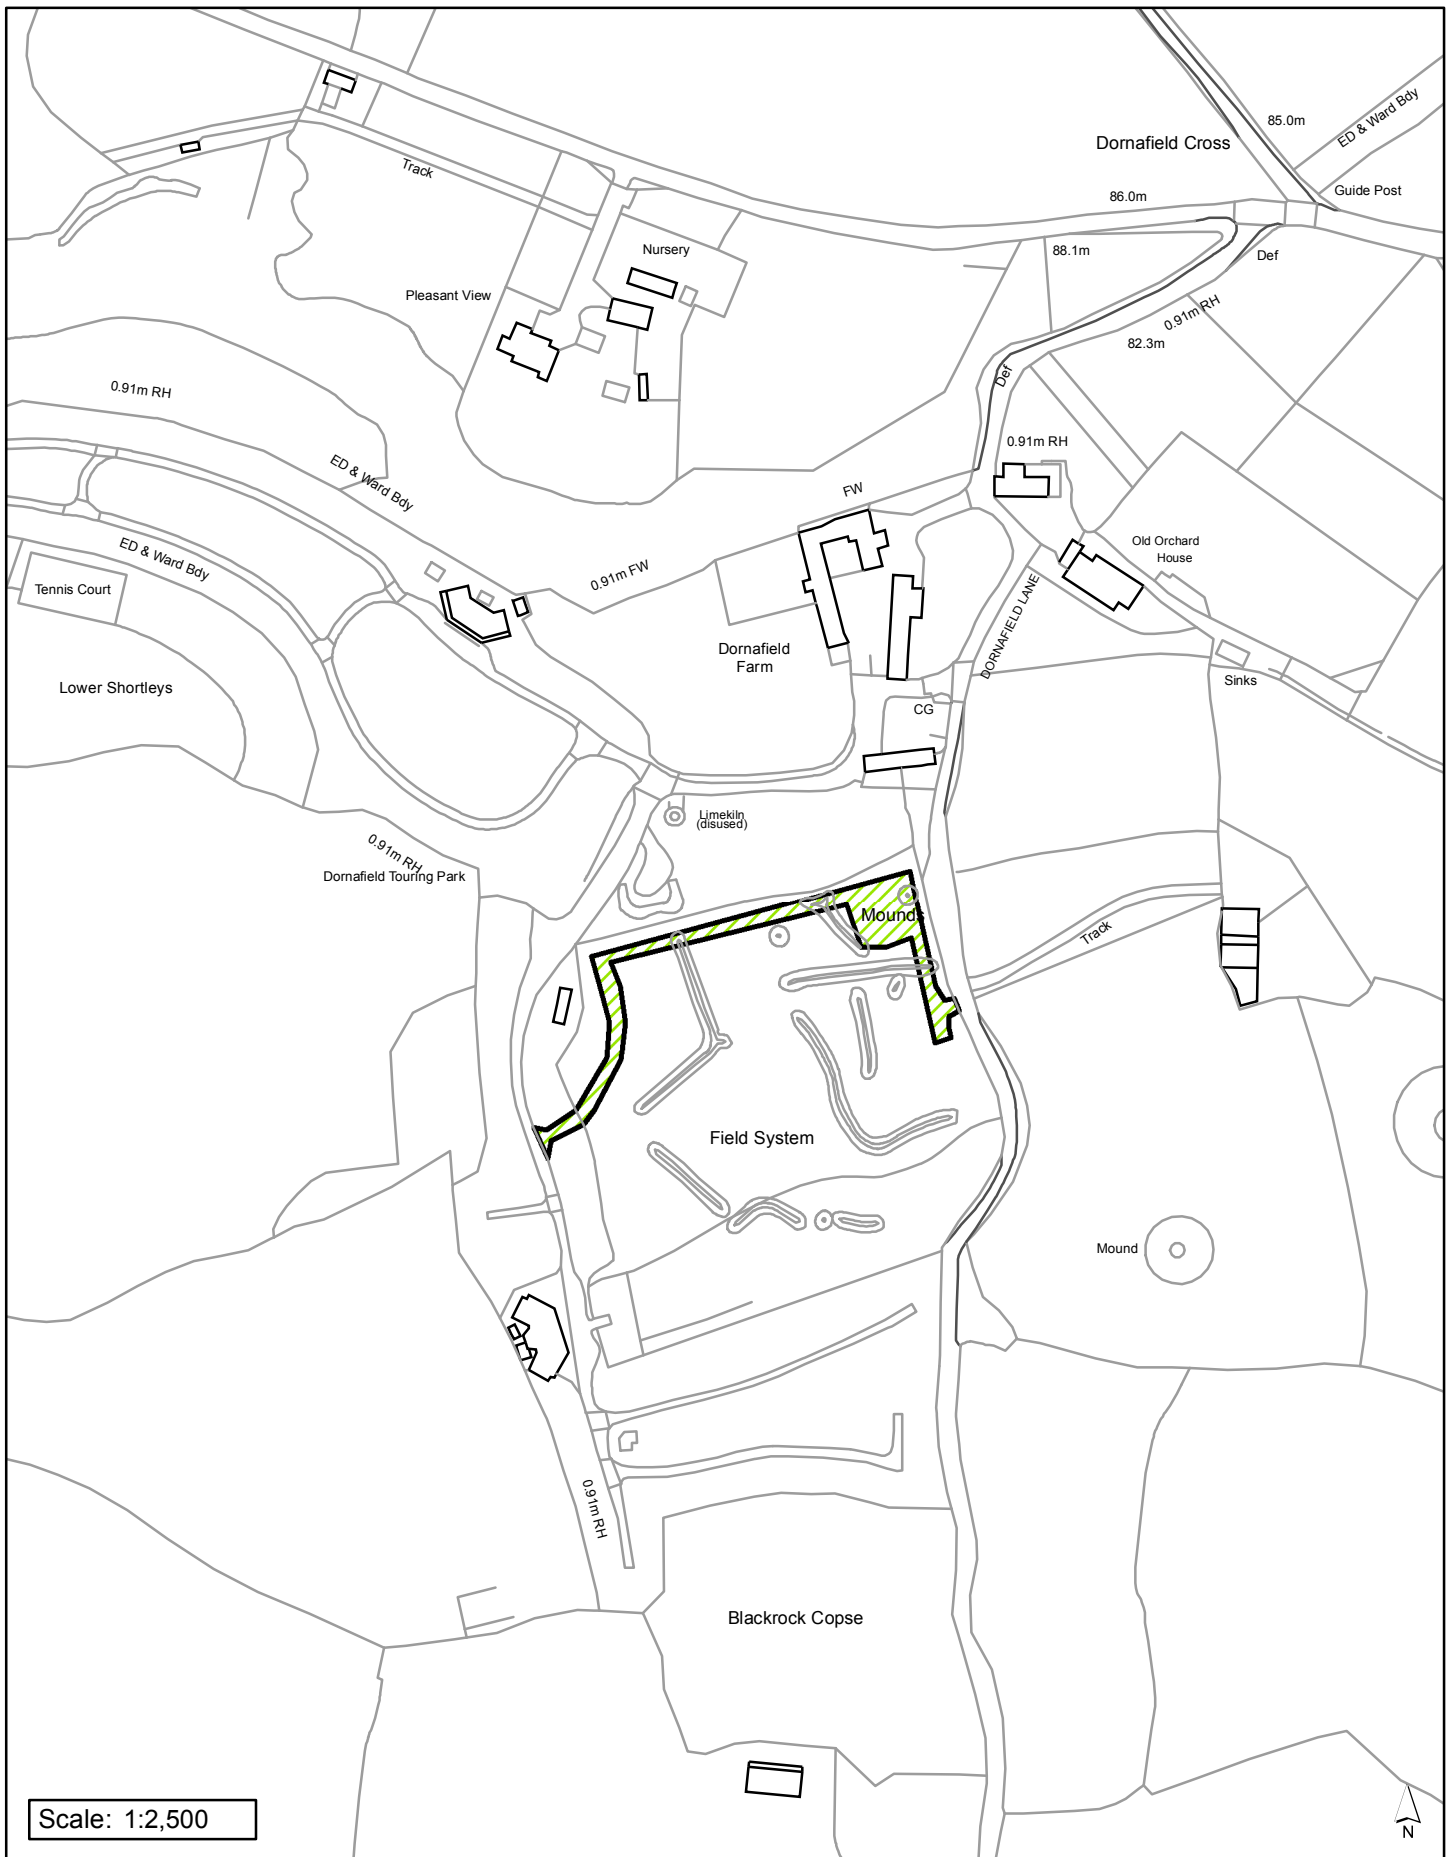 85.0m
ED & Ward Bdy
Dornafield Cross
Track
Guide Post
86.0m
Nursery
88.1m
Def
Pleasant View
0.91m RH
82.3m
Def
0.91m RH
0.91m RH
ED & Ward Bdy
FW
ED & Ward Bdy
Old Orchard
House
0.91m FW
Tennis Court
DORNAFIELD LANE
Dornafield
Farm
Lower Shortleys
Sinks
CG
Limekiln
(disused)
0.91m RH
Dornafield Touring Park
Mounds
Track
Field System
Mound
0.91m RH
Blackrock Copse
Scale: 1:2,500
N